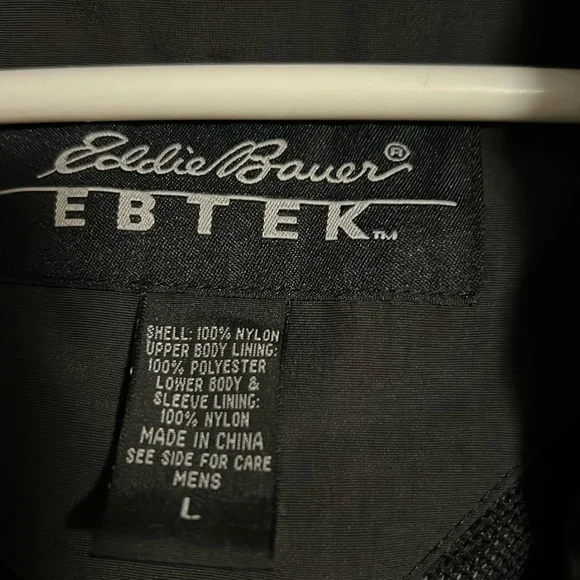 Eddie Bauer®
EBTEK™
SHELL: 100% NYLON
UPPER BODY LINING:
100% POLYESTER
LOWER BODY &
SLEEVE LINING:
100% NYLON
MADE IN CHINA
SEE SIDE FOR CARE
MENS
L